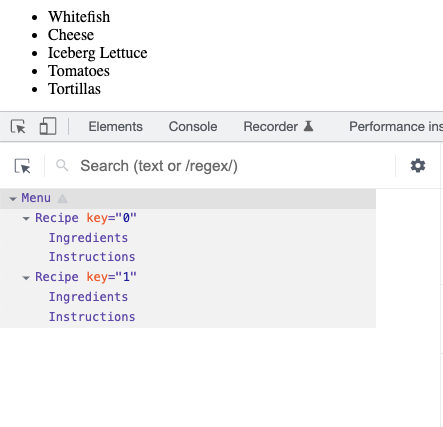 • Whitefish
• Cheese
• Iceberg Lettuce
• Tomatoes
• Tortillas
Elements Console Recorder Performance ins
Search (text or /regex/)
Menu
Recipe key="0"
Ingredients
Instructions
Recipe key="1"
Ingredients
Instructions